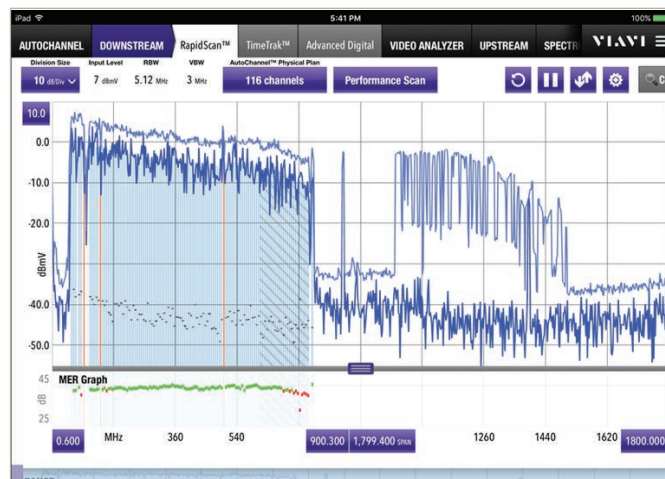 iPad 5:41 PM 100%
AUTOCHANNEL DOWNSTREAM RapidScan™ TimeTrak™ Advanced Digital VIDEO ANALYZER UPSTREAM SPECTR VIAVI
Division Size Input Level RBW VBW AutoChannel™ Physical Plan
10 dB/Div 7 dBmV 5.12 MHz 3 MHz 116 channels Performance Scan C
10.0
0.0
-10.0
-20.0
dBmV
-30.0
-40.0
-50.0
45 MER Graph
dB
25
0.600 MHz 360 540 900.300 1,799.400 SPAN 1260 1440 1620 1800.000